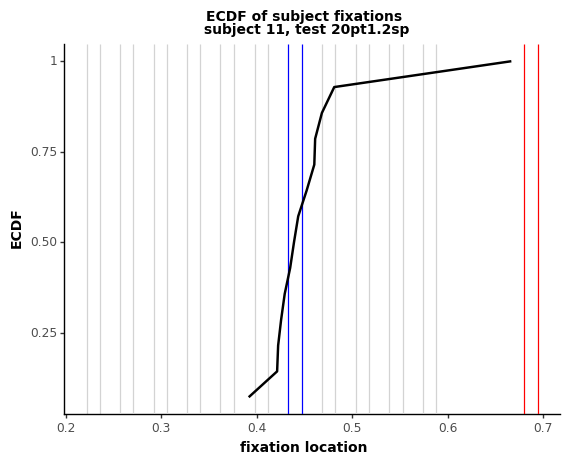 ECDF of subject fixations
subject 11, test 20pt1.2sp
1
0.75
0.50
0.25
ECDF
0.2 0.3 0.4 0.5 0.6 0.7
fixation location